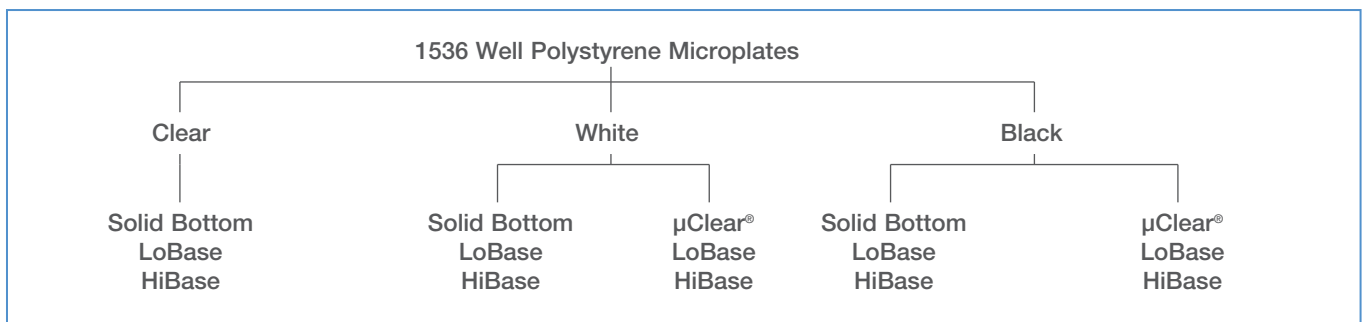 1536 Well Polystyrene Microplates
Clear
White
Black
Solid Bottom
LoBase
HiBase
Solid Bottom
LoBase
HiBase
µClear®
LoBase
HiBase
Solid Bottom
LoBase
HiBase
µClear®
LoBase
HiBase